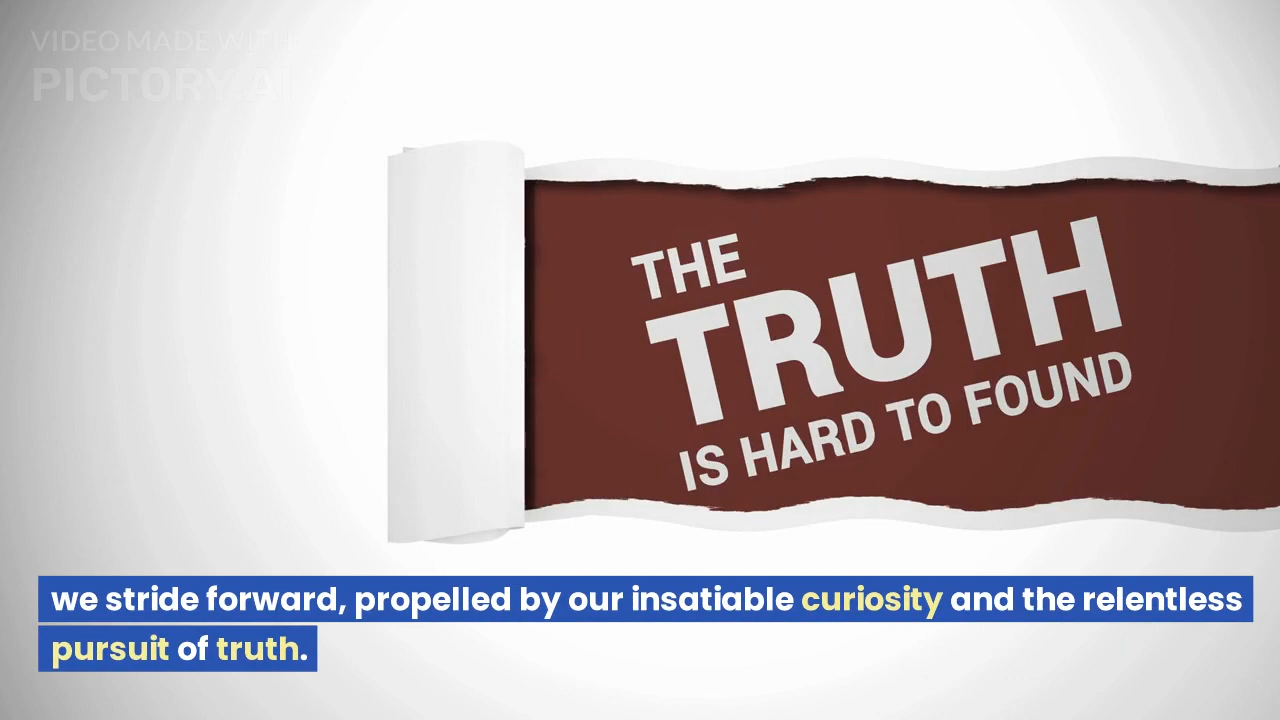 VIDEO MADE WITH
PICTORY.AI
THE
TRUTH
IS HARD TO FOUND
we stride forward, propelled by our insatiable curiosity and the relentless
pursuit of truth.